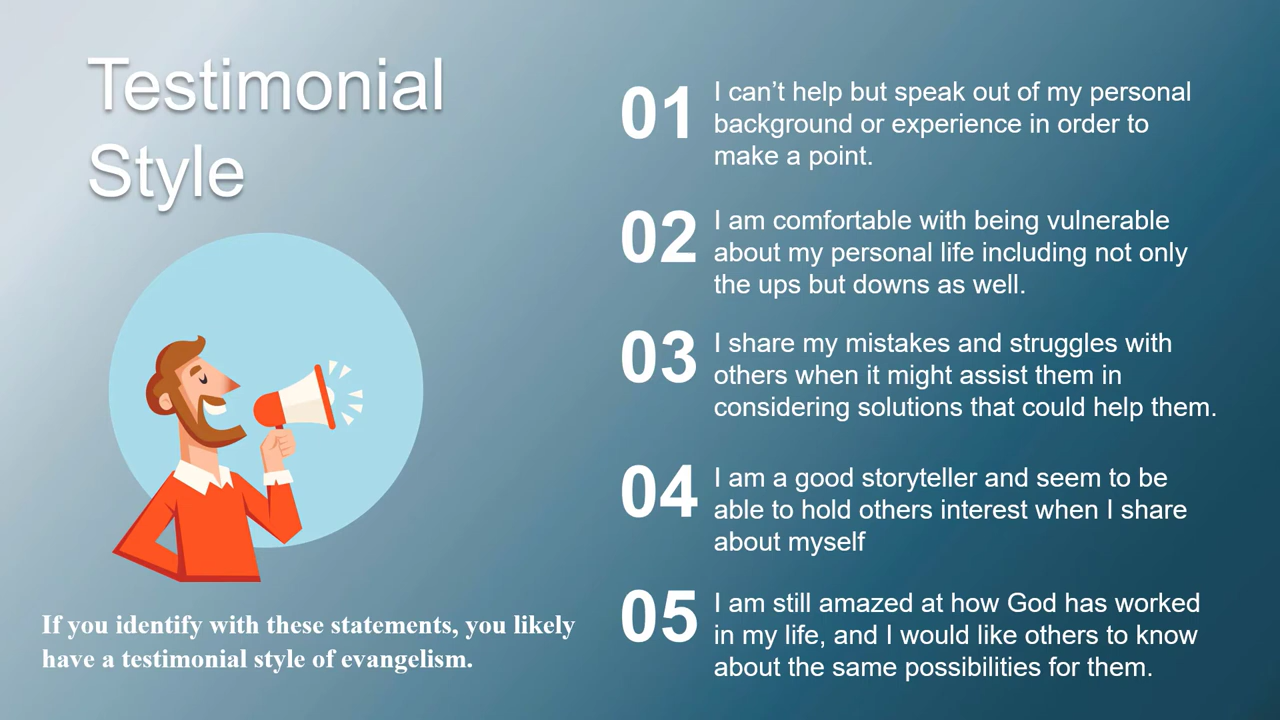 Testimonial
Style
If you identify with these statements, you likely
have a testimonial style of evangelism.
01
I can’t help but speak out of my personal
background or experience in order to
make a point.
02
I am comfortable with being vulnerable
about my personal life including not only
the ups but downs as well.
03
I share my mistakes and struggles with
others when it might assist them in
considering solutions that could help them.
04
I am a good storyteller and seem to be
able to hold others interest when I share
about myself
05
I am still amazed at how God has worked
in my life, and I would like others to know
about the same possibilities for them.